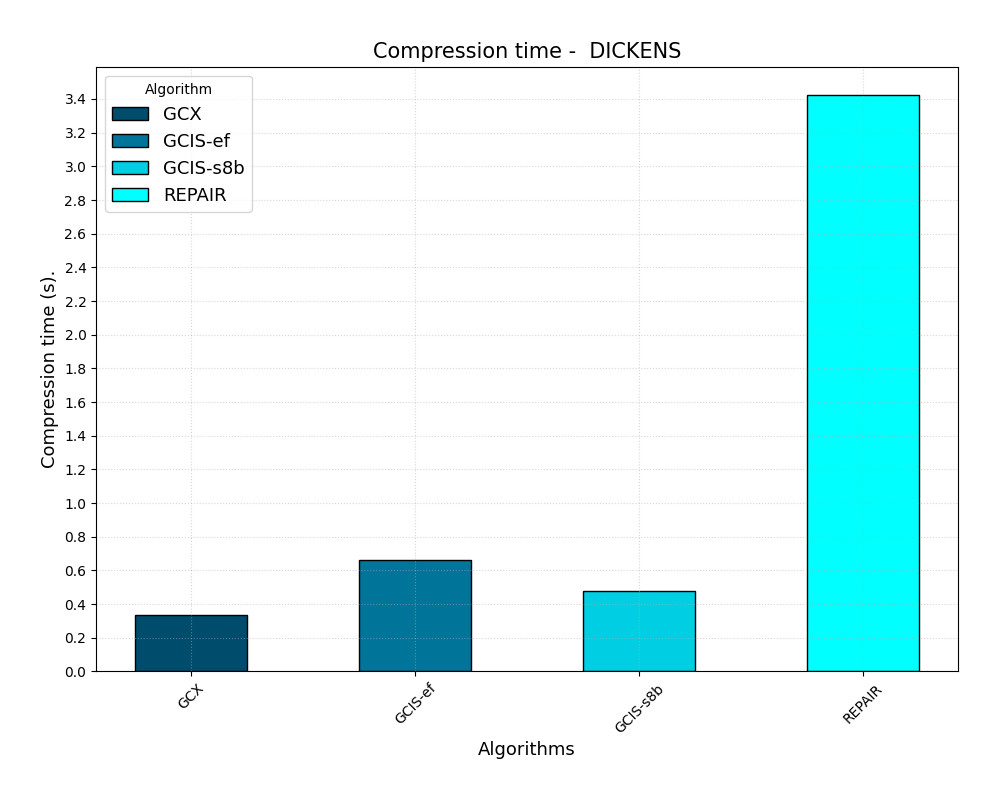 Compression time -  DICKENS
Algorithm
GCX
GCIS-ef
GCIS-s8b
REPAIR
Compression time (s).
3.4
3.2
3.0
2.8
2.6
2.4
2.2
2.0
1.8
1.6
1.4
1.2
1.0
0.8
0.6
0.4
0.2
0.0
GCX
GCIS-ef
GCIS-s8b
REPAIR
Algorithms